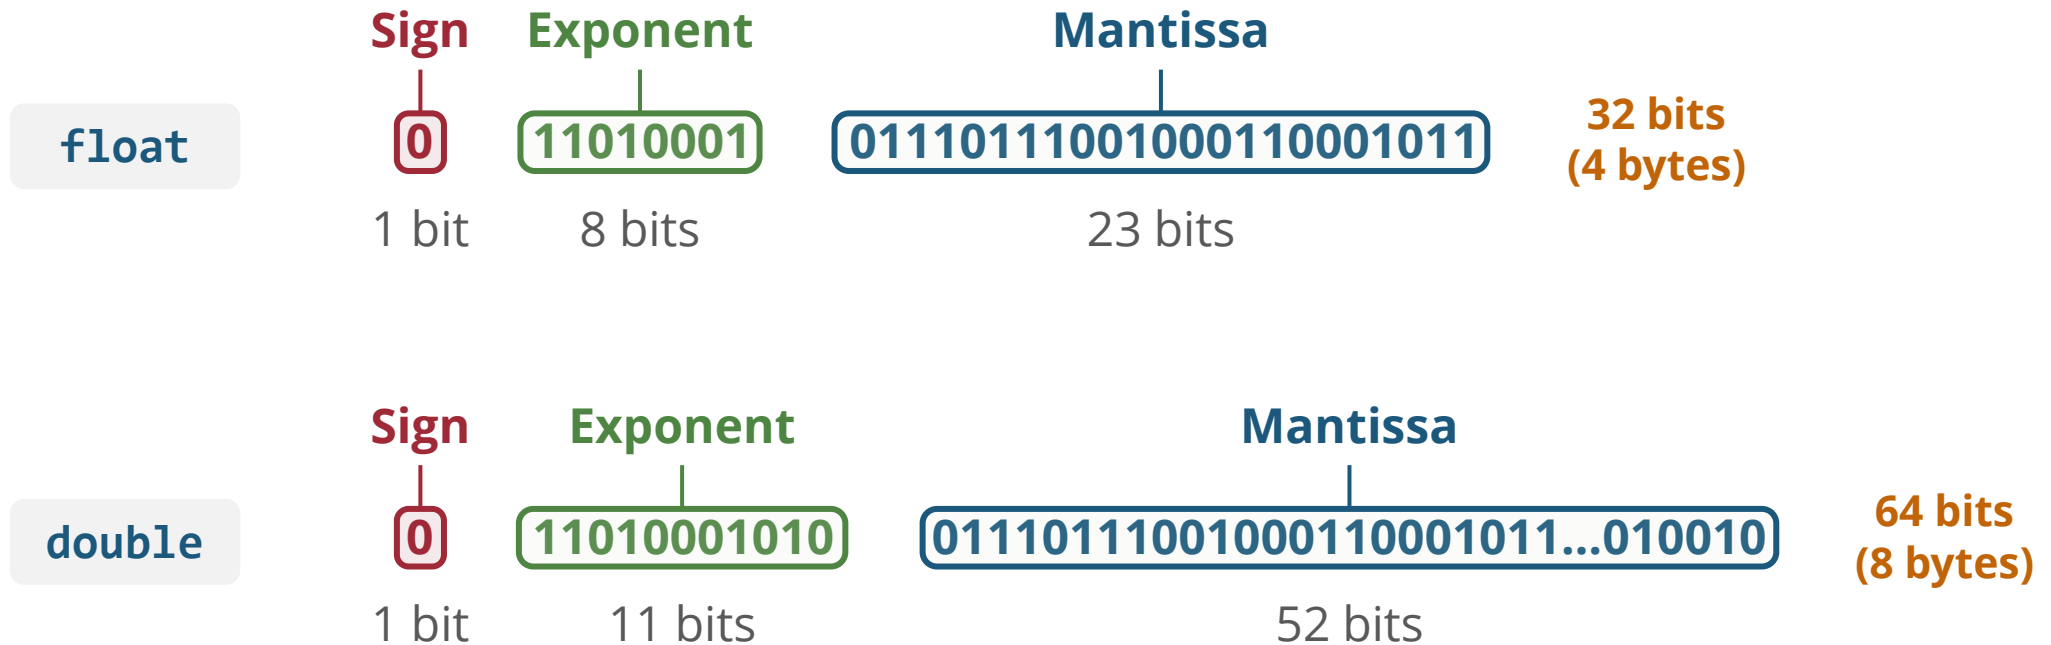 Sign Exponent Mantissa
float 0 11010001 01110111001000110001011 32 bits
(4 bytes)
1 bit 8 bits 23 bits
Sign Exponent Mantissa
double 0 11010001010 01110111001000110001011...010010 64 bits
(8 bytes)
1 bit 11 bits 52 bits